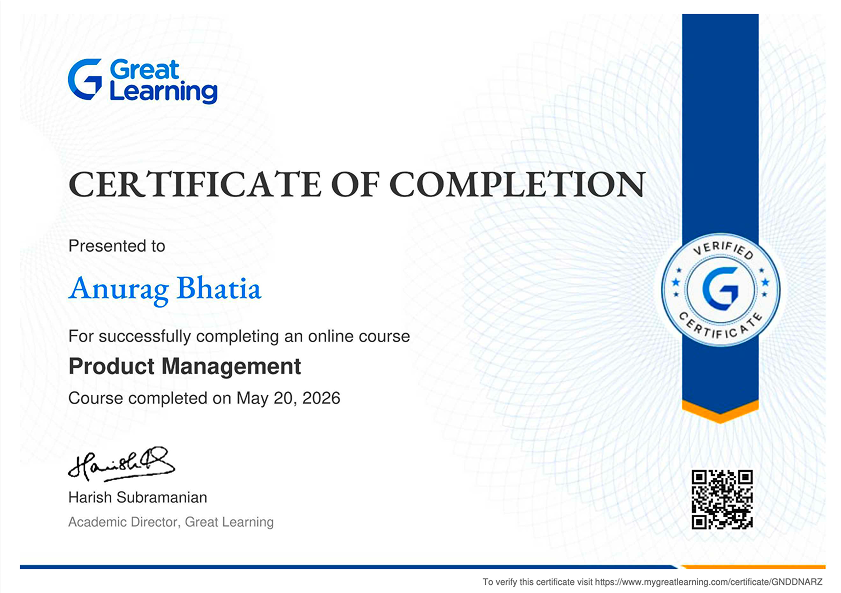 Great
Learning
CERTIFICATE OF COMPLETION
Presented to
Anurag Bhatia
For successfully completing an online course
Product Management
Course completed on May 20, 2026
VERIFIED
G
CERTIFICATE
HarishS
Harish Subramanian
Academic Director, Great Learning
To verify this certificate visit https://www.mygreatlearning.com/certificate/GNDDNARZ